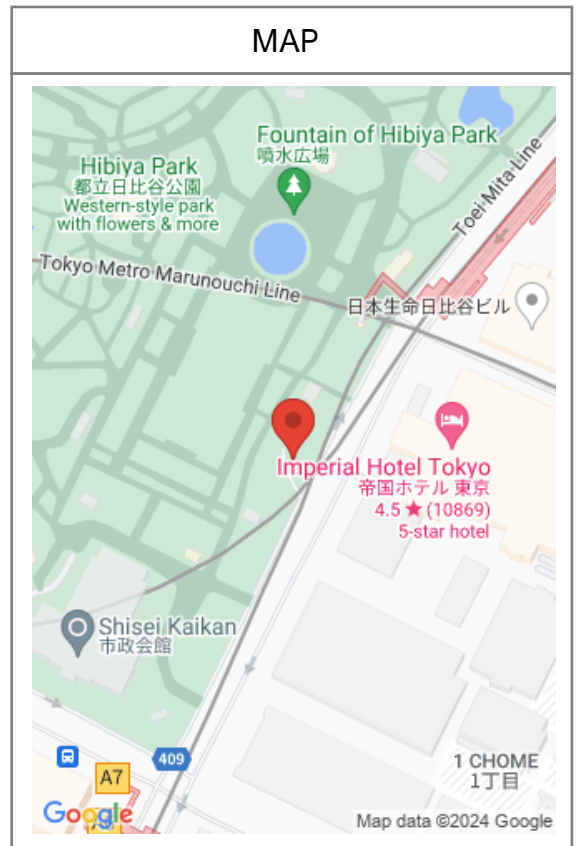 MAP
Fountain of Hibiya Park
噴水広場
Hibiya Park
都立日比谷公園
Western-style park
with flowers & more
Toei Mita Line
Tokyo Metro Marunouchi Line
日本生命日比谷ビル
Imperial Hotel Tokyo
帝国ホテル 東京
4.5 ★ (10869)
5-star hotel
Shisei Kaikan
市政会館
409
A7
1 CHOME
1丁目
Google
Map data ©2024 Google